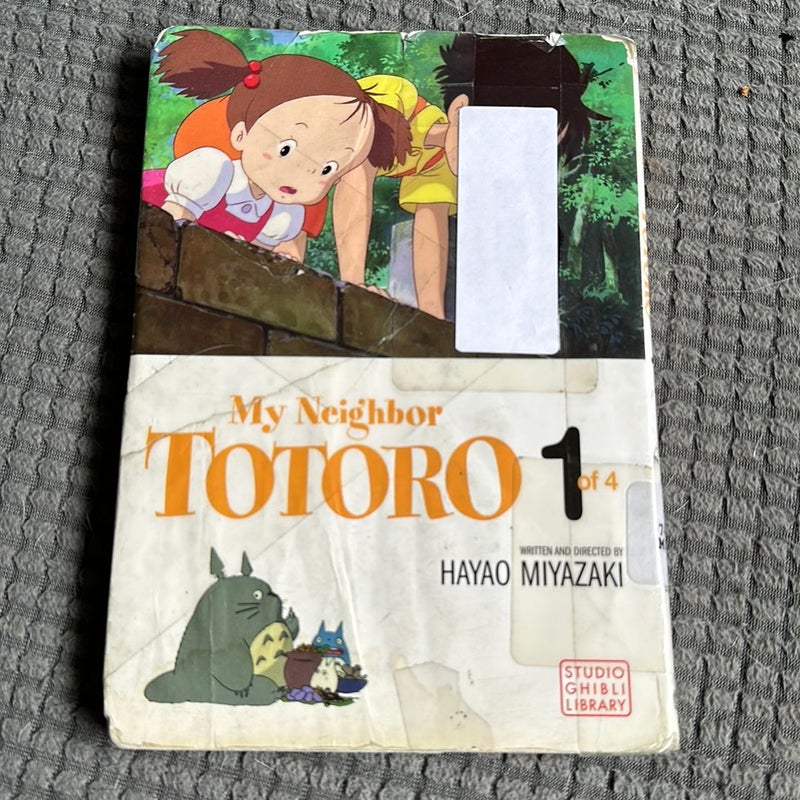 My Neighbor
TOTORO 1
of 4
WRITTEN AND DIRECTED BY
HAYAO MIYAZAKI
STUDIO
GHIBLI
LIBRARY